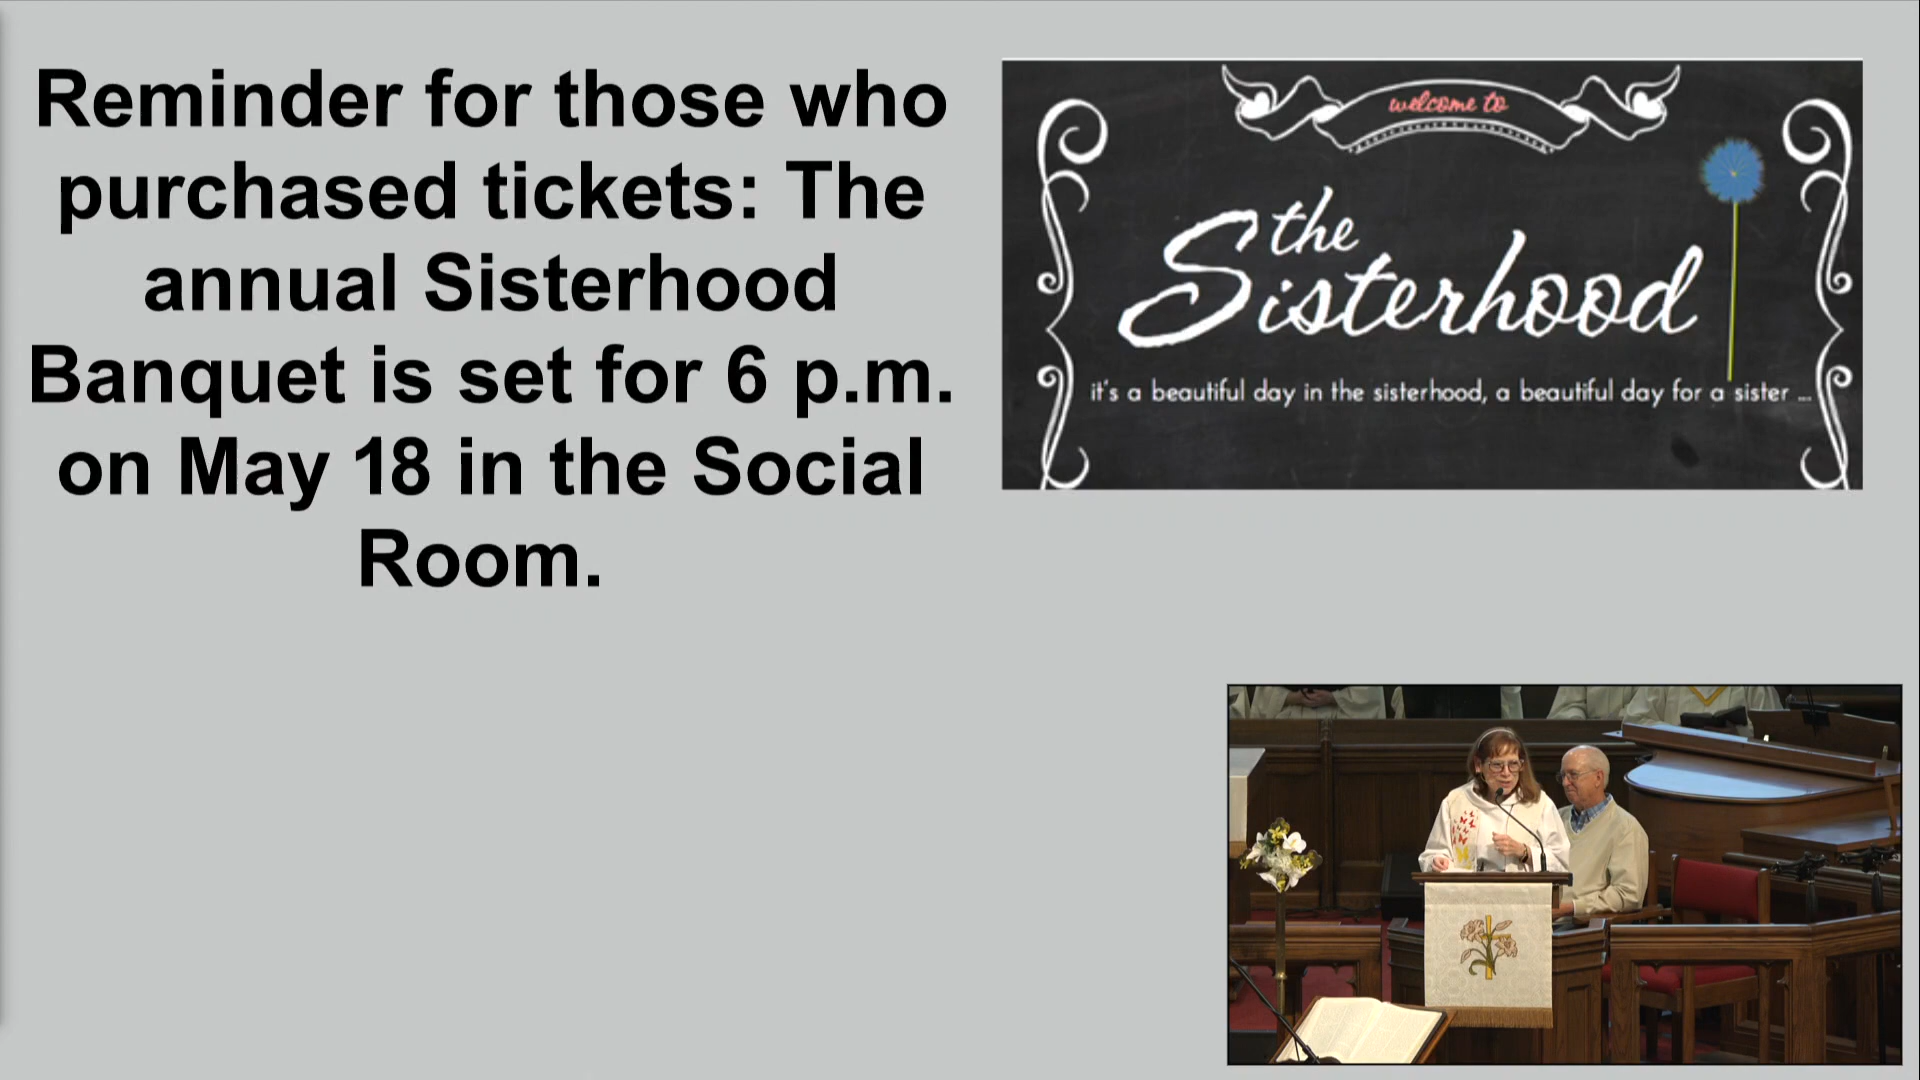 Reminder for those who
purchased tickets: The
annual Sisterhood
Banquet is set for 6 p.m.
on May 18 in the Social
Room.
welcome to
the
Sisterhood
it's a beautiful day in the sisterhood, a beautiful day for a sister ...